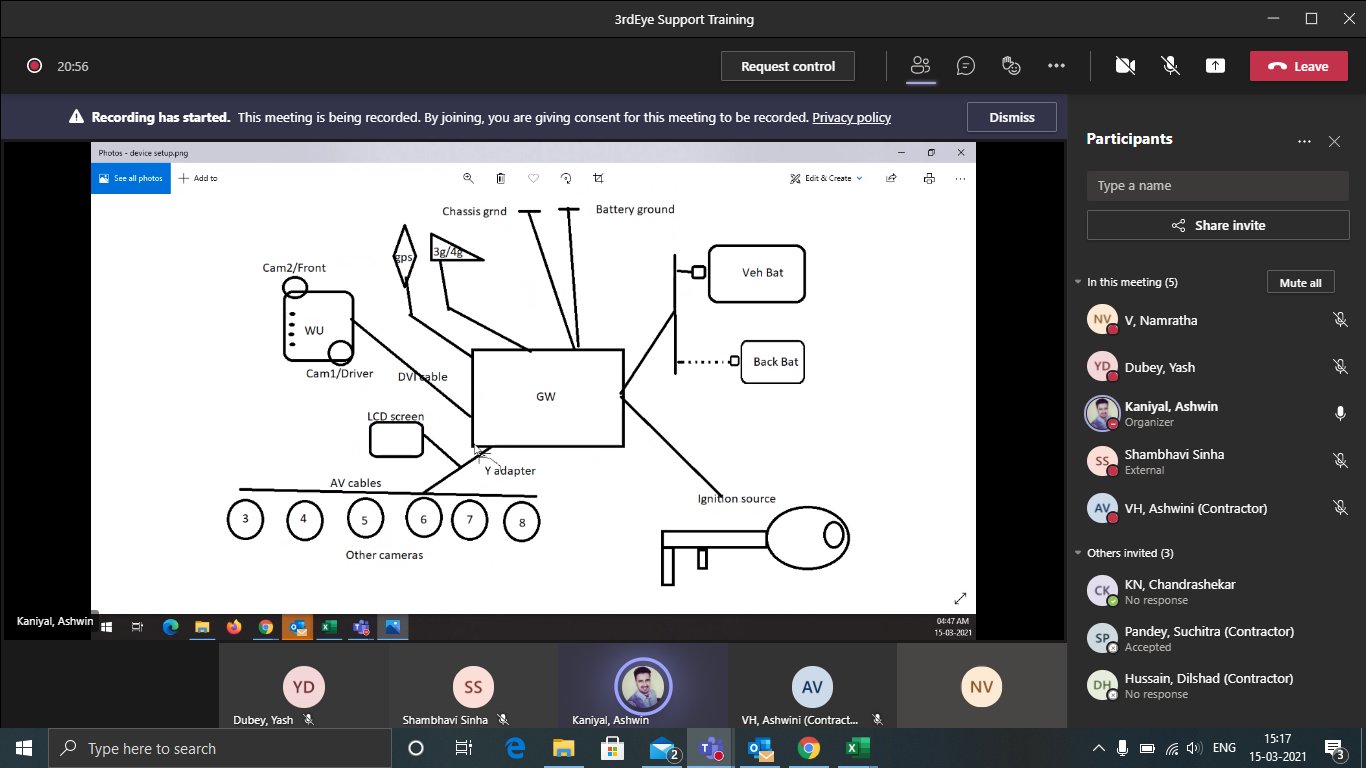 3rdEye Support Training
20:56
Request control
Leave
Recording has started. This meeting is being recorded. By joining, you are giving consent for this meeting to be recorded. Privacy policy
Dismiss
Participants
Type a name
Share invite
In this meeting (5)
Mute all
NV
V, Namratha
YD
Dubey, Yash
Kaniyal, Ashwin
Organizer
SS
Shambhavi Sinha
External
AV
VH, Ashwini (Contractor)
Others invited (3)
CK
KN, Chandrashekar
No response
SP
Pandey, Suchitra (Contractor)
Accepted
DH
Hussain, Dilshad (Contractor)
No response
Photos - device setup.png
See all photos
Add to
Edit & Create
Chassis grnd
Battery ground
gps
3g/4g
Cam2/Front
Veh Bat
WU
Back Bat
Cam1/Driver
DVI cable
GW
LCD screen
Y adapter
AV cables
Ignition source
3
4
5
6
7
8
Other cameras
Kaniyal, Ashwin
04:47 AM
15-03-2021
YD
SS
AV
NV
Dubey, Yash
Shambhavi Sinha
Kaniyal, Ashwin
VH, Ashwini (Contract...
Type here to search
2
ENG
15:17
15-03-2021
3